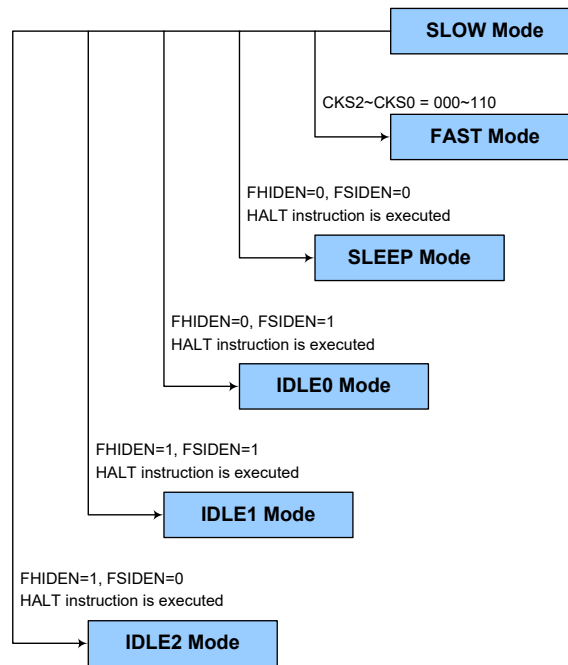 SLOW Mode
CKS2~CKS0 = 000~110
FAST Mode
FHIDEN=0, FSIDEN=0
HALT instruction is executed
SLEEP Mode
FHIDEN=0, FSIDEN=1
HALT instruction is executed
IDLE0 Mode
FHIDEN=1, FSIDEN=1
HALT instruction is executed
IDLE1 Mode
FHIDEN=1, FSIDEN=0
HALT instruction is executed
IDLE2 Mode